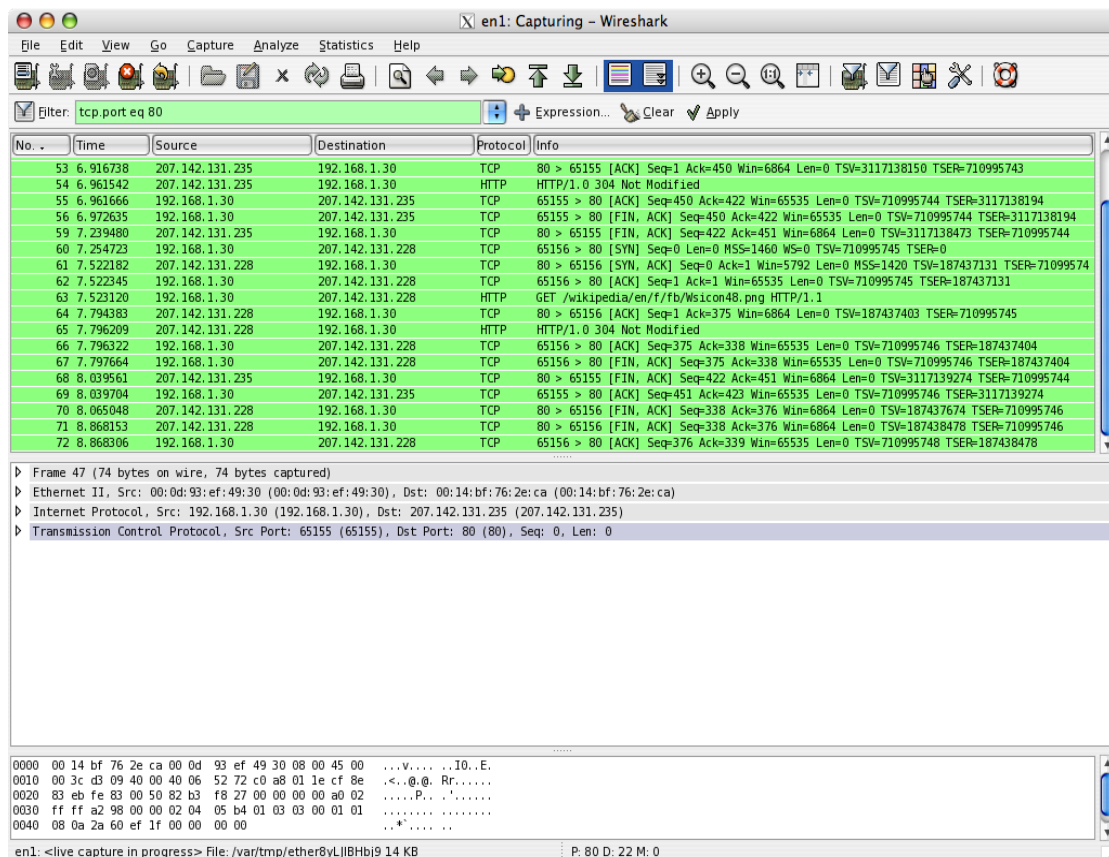 en1: Capturing – Wireshark
File Edit View Go Capture Analyze Statistics Help
Filter: tcp.port eq 80 Expression... Clear Apply
No. . Time Source Destination Protocol Info
53 6.916738 207.142.131.235 192.168.1.30 TCP 80 > 65155 [ACK] Seq=1 Ack=450 Win=6864 Len=0 TSV=3117138150 TSER=710995743
54 6.961542 207.142.131.235 192.168.1.30 HTTP HTTP/1.0 304 Not Modified
55 6.961666 192.168.1.30 207.142.131.235 TCP 65155 > 80 [ACK] Seq=450 Ack=422 Win=65535 Len=0 TSV=710995744 TSER=3117138194
56 6.972635 192.168.1.30 207.142.131.235 TCP 65155 > 80 [FIN, ACK] Seq=450 Ack=422 Win=65535 Len=0 TSV=710995744 TSER=3117138194
59 7.239480 207.142.131.235 192.168.1.30 TCP 80 > 65155 [FIN, ACK] Seq=422 Ack=451 Win=6864 Len=0 TSV=3117138473 TSER=710995744
60 7.254723 192.168.1.30 207.142.131.228 TCP 65156 > 80 [SYN] Seq=0 Len=0 MSS=1460 WS=0 TSV=710995745 TSER=0
61 7.522182 207.142.131.228 192.168.1.30 TCP 80 > 65156 [SYN, ACK] Seq=0 Ack=1 Win=5792 Len=0 MSS=1420 TSV=187437131 TSER=71099574
62 7.522345 192.168.1.30 207.142.131.228 TCP 65156 > 80 [ACK] Seq=1 Ack=1 Win=65535 Len=0 TSV=710995745 TSER=187437131
63 7.523120 192.168.1.30 207.142.131.228 HTTP GET /wikipedia/en/f/fb/Wsicon48.png HTTP/1.1
64 7.794383 207.142.131.228 192.168.1.30 TCP 80 > 65156 [ACK] Seq=1 Ack=375 Win=6864 Len=0 TSV=187437403 TSER=710995745
65 7.796209 207.142.131.228 192.168.1.30 HTTP HTTP/1.0 304 Not Modified
66 7.796322 192.168.1.30 207.142.131.228 TCP 65156 > 80 [ACK] Seq=375 Ack=338 Win=65535 Len=0 TSV=710995746 TSER=187437404
67 7.797664 192.168.1.30 207.142.131.228 TCP 65156 > 80 [FIN, ACK] Seq=375 Ack=338 Win=65535 Len=0 TSV=710995746 TSER=187437404
68 8.039561 207.142.131.235 192.168.1.30 TCP 80 > 65155 [FIN, ACK] Seq=422 Ack=451 Win=6864 Len=0 TSV=3117139274 TSER=710995744
69 8.039704 192.168.1.30 207.142.131.235 TCP 65155 > 80 [ACK] Seq=451 Ack=423 Win=65535 Len=0 TSV=710995746 TSER=3117139274
70 8.065048 207.142.131.228 192.168.1.30 TCP 80 > 65156 [FIN, ACK] Seq=338 Ack=376 Win=6864 Len=0 TSV=187437674 TSER=710995746
71 8.868153 207.142.131.228 192.168.1.30 TCP 80 > 65156 [FIN, ACK] Seq=338 Ack=376 Win=6864 Len=0 TSV=187438478 TSER=710995746
72 8.868306 192.168.1.30 207.142.131.228 TCP 65156 > 80 [ACK] Seq=376 Ack=339 Win=65535 Len=0 TSV=710995748 TSER=187438478
Frame 47 (74 bytes on wire, 74 bytes captured)
Ethernet II, Src: 00:0d:93:ef:49:30 (00:0d:93:ef:49:30), Dst: 00:14:bf:76:2e:ca (00:14:bf:76:2e:ca)
Internet Protocol, Src: 192.168.1.30 (192.168.1.30), Dst: 207.142.131.235 (207.142.131.235)
Transmission Control Protocol, Src Port: 65155 (65155), Dst Port: 80 (80), Seq: 0, Len: 0
0000 00 14 bf 76 2e ca 00 0d 93 ef 49 30 08 00 45 00 ...v.... ..I0..E.
0010 00 3c d3 09 40 00 40 06 52 72 c0 a8 01 1e cf 8e .<..@.@. Rr......
0020 83 eb fe 83 00 50 82 b3 f8 27 00 00 00 00 a0 02 .....P.. .'......
0030 ff ff a2 98 00 00 02 04 05 b4 01 03 03 00 01 01 ........ ........
0040 08 0a 2a 60 ef 1f 00 00 00 00 ..*`.... ..
en1: <live capture in progress> File: /var/tmp/ether8yLJIBHbj9 14 KB P: 80 D: 22 M: 0